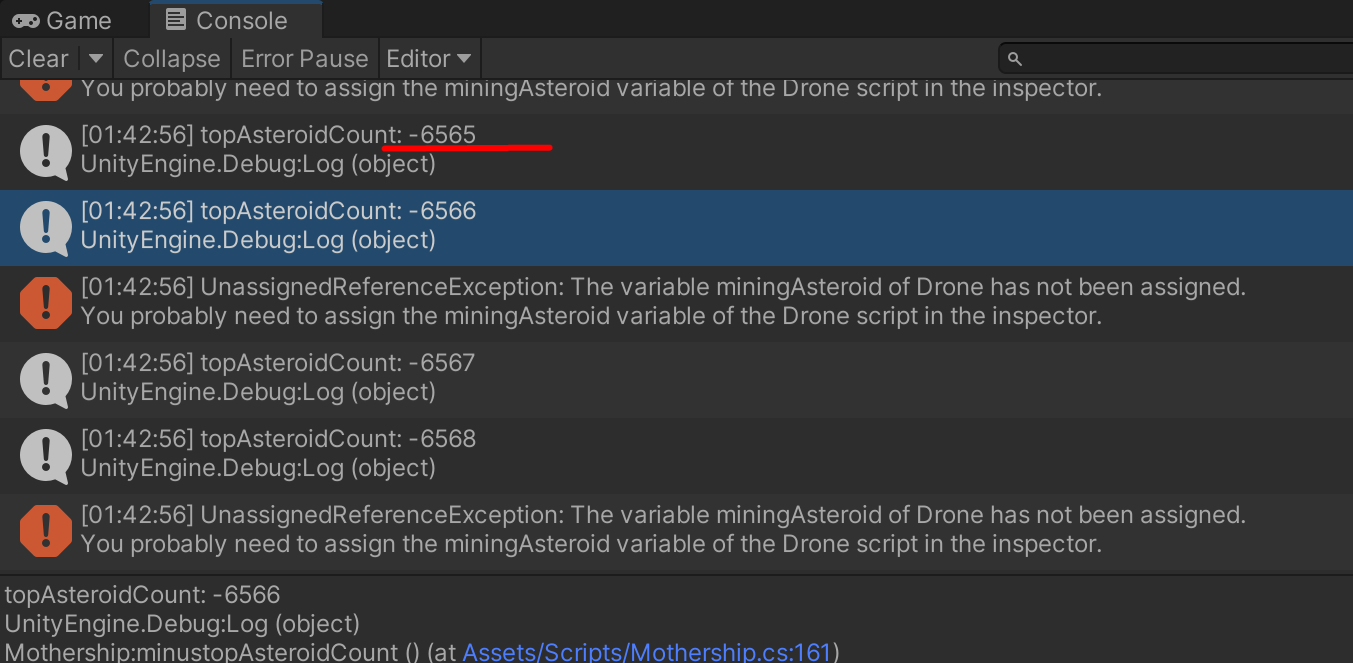 Game
Console
Clear
Collapse
Error Pause
Editor
You probably need to assign the miningAsteroid variable of the Drone script in the inspector.
[01:42:56] topAsteroidCount: -6565
UnityEngine.Debug:Log (object)
[01:42:56] topAsteroidCount: -6566
UnityEngine.Debug:Log (object)
[01:42:56] UnassignedReferenceException: The variable miningAsteroid of Drone has not been assigned.
You probably need to assign the miningAsteroid variable of the Drone script in the inspector.
[01:42:56] topAsteroidCount: -6567
UnityEngine.Debug:Log (object)
[01:42:56] topAsteroidCount: -6568
UnityEngine.Debug:Log (object)
[01:42:56] UnassignedReferenceException: The variable miningAsteroid of Drone has not been assigned.
You probably need to assign the miningAsteroid variable of the Drone script in the inspector.
topAsteroidCount: -6566
UnityEngine.Debug:Log (object)
Mothership:minustopAsteroidCount () (at Assets/Scripts/Mothership.cs:161)